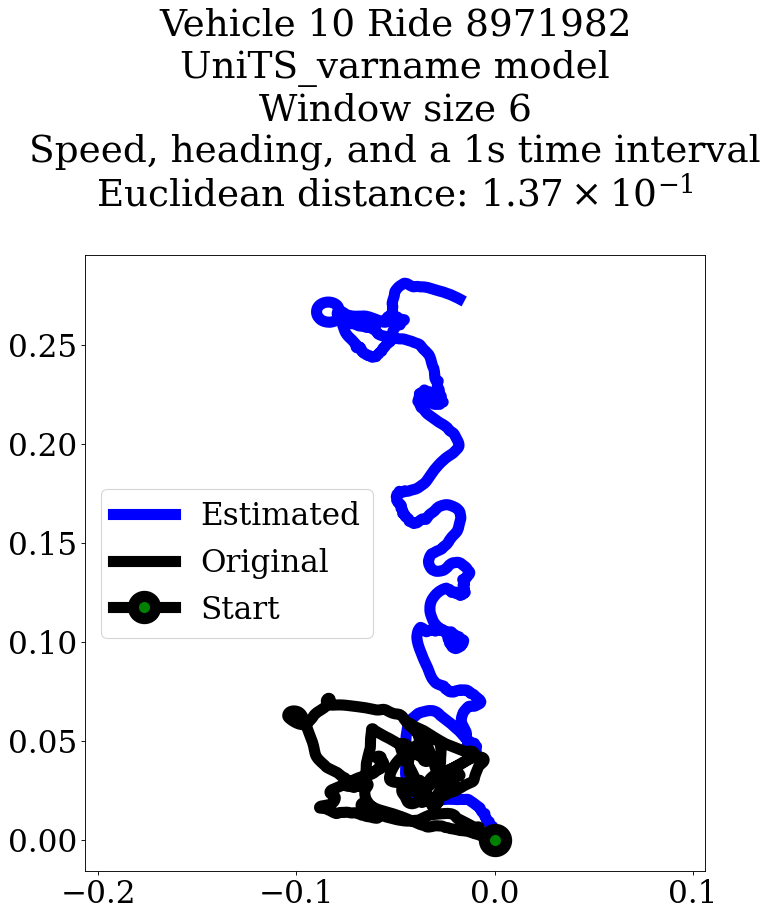 Vehicle 10 Ride 8971982
UniTS_varname model
Window size 6
Speed, heading, and a 1s time interval
Euclidean distance: 1.37 × 10⁻¹
0.25
0.20
0.15
0.10
0.05
0.00
Estimated
Original
Start
−0.2
−0.1
0.0
0.1